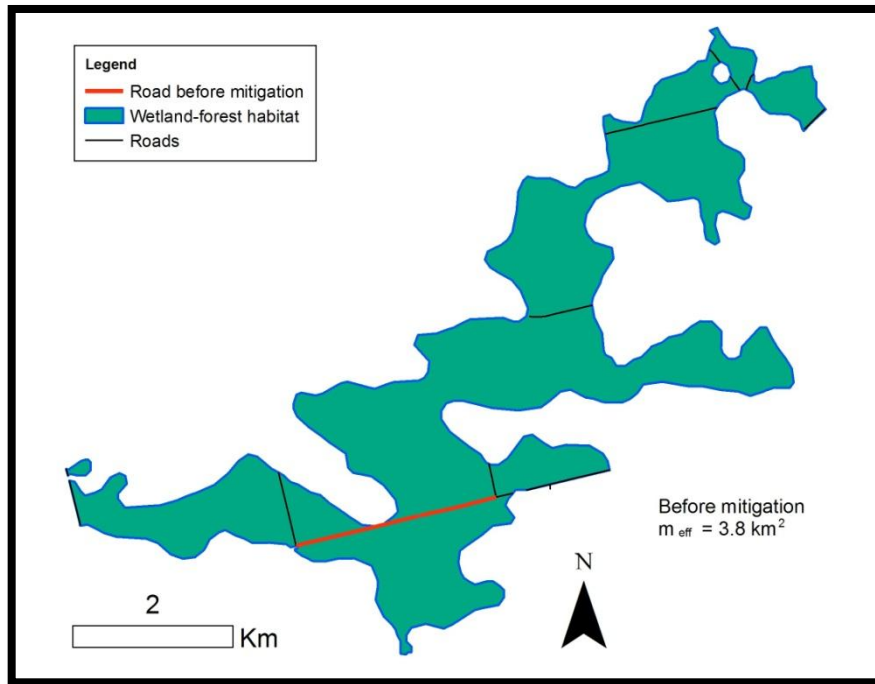 Legend
Road before mitigation
Wetland-forest habitat
Roads
Before mitigation
m eff = 3.8 km²
N
2
Km